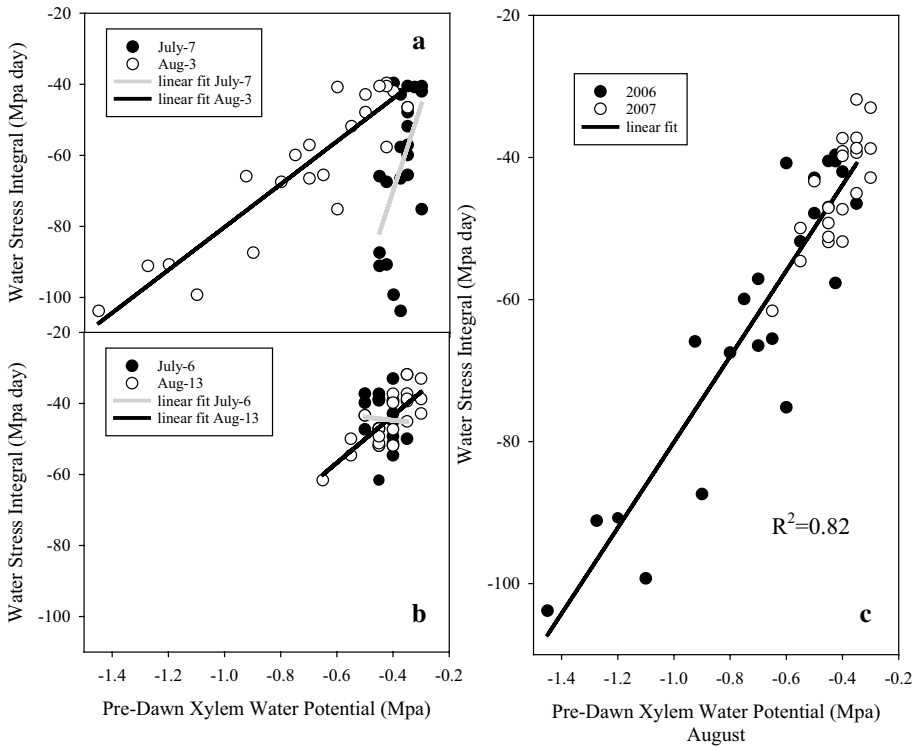 -20
-40
-60
-80
-100
Water Stress Integral (Mpa day)
July-7
Aug-3
linear fit July-7
linear fit Aug-3
a
-20
-40
-60
-80
-100
Water Stress Integral (Mpa day)
July-6
Aug-13
linear fit July-6
linear fit Aug-13
b
-1.4 -1.2 -1.0 -0.8 -0.6 -0.4 -0.2
Pre-Dawn Xylem Water Potential (Mpa)
-20
-40
-60
-80
-100
Water Stress Integral (Mpa day)
2006
2007
linear fit
R²=0.82
c
-1.4 -1.2 -1.0 -0.8 -0.6 -0.4 -0.2
Pre-Dawn Xylem Water Potential (Mpa)
August